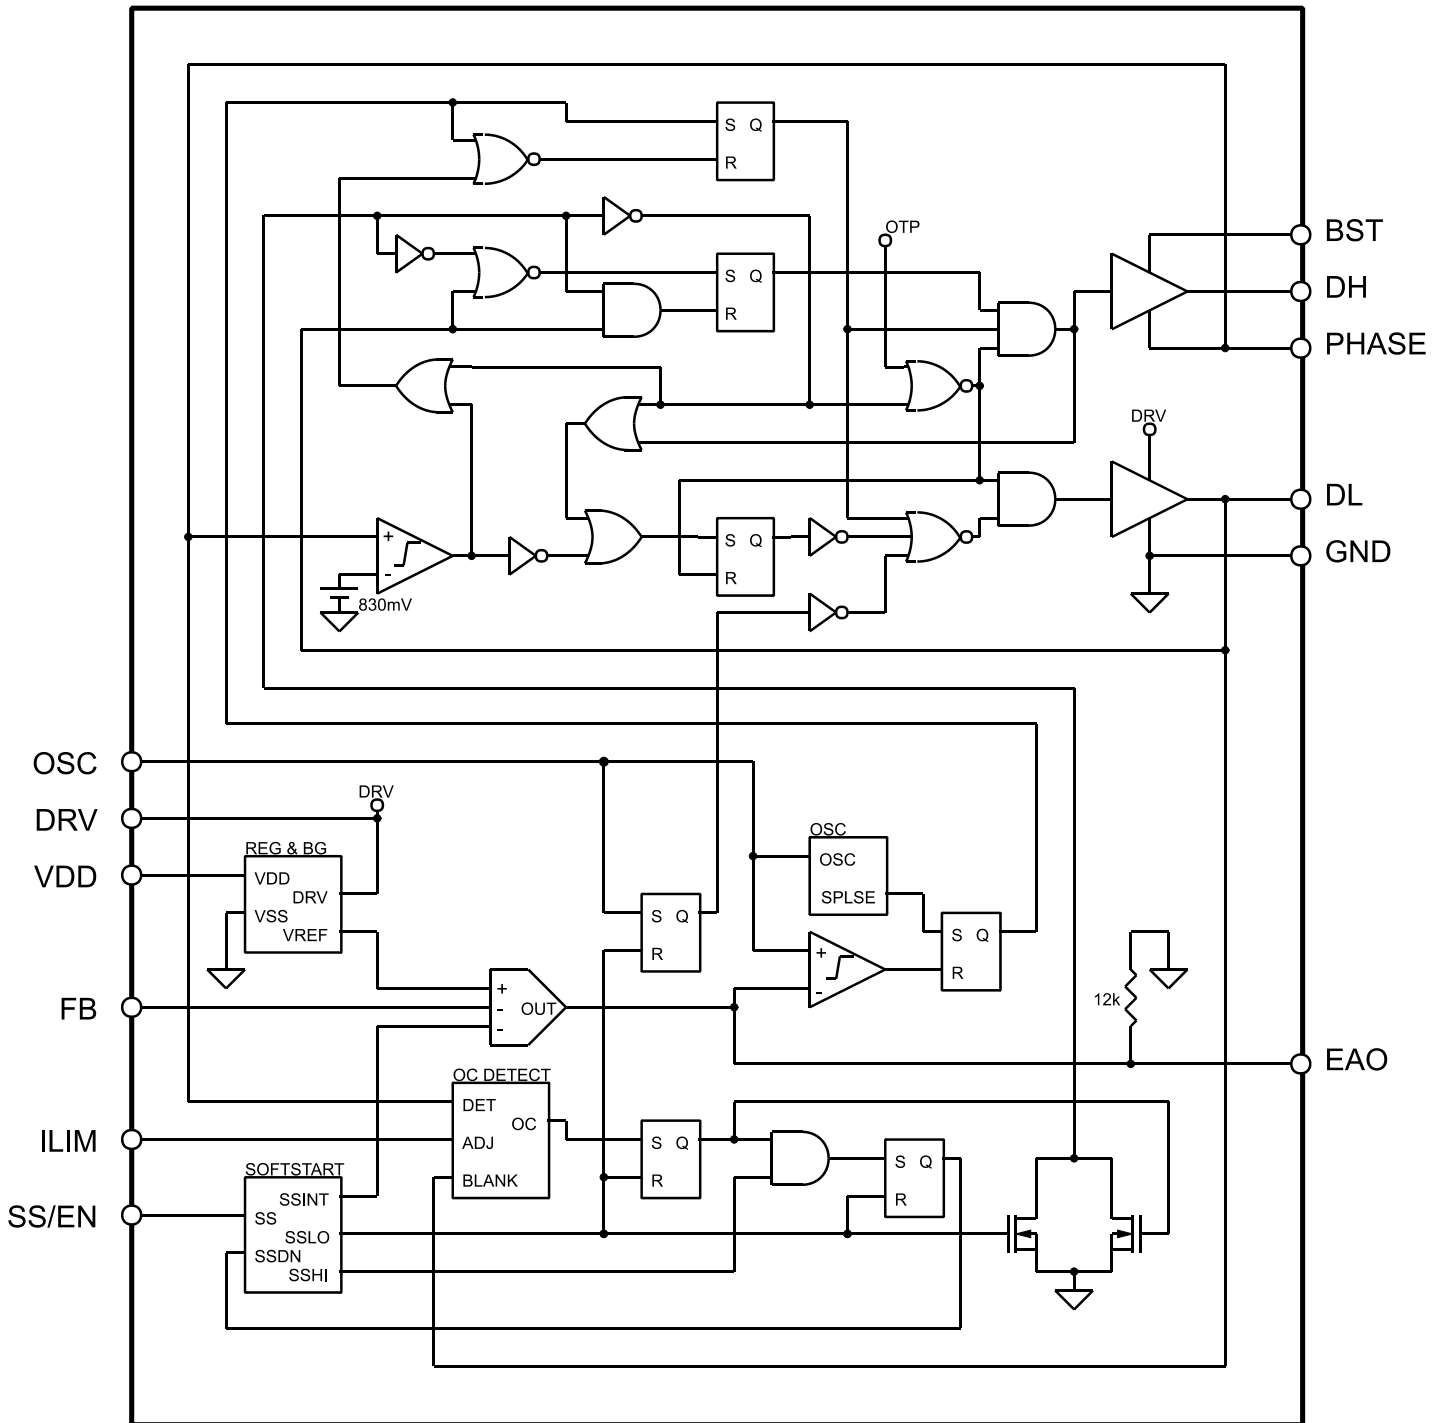 S Q
R
BST
OTP
DH
S Q
R
PHASE
DRV
DL
+
-
S Q
R
GND
830mV
OSC
DRV
DRV
OSC
REG & BG
OSC
VDD
VDD
DRV
SPLSE
VSS
S Q
VREF
S Q
R
+
R
-
12k
FB
+
-
OUT
-
EAO
OC DETECT
DET
OC
ILIM
ADJ
S Q
S Q
SOFTSTART
BLANK
R
SSINT
R
SS/EN
SS
SSLO
SSDN
SSHI